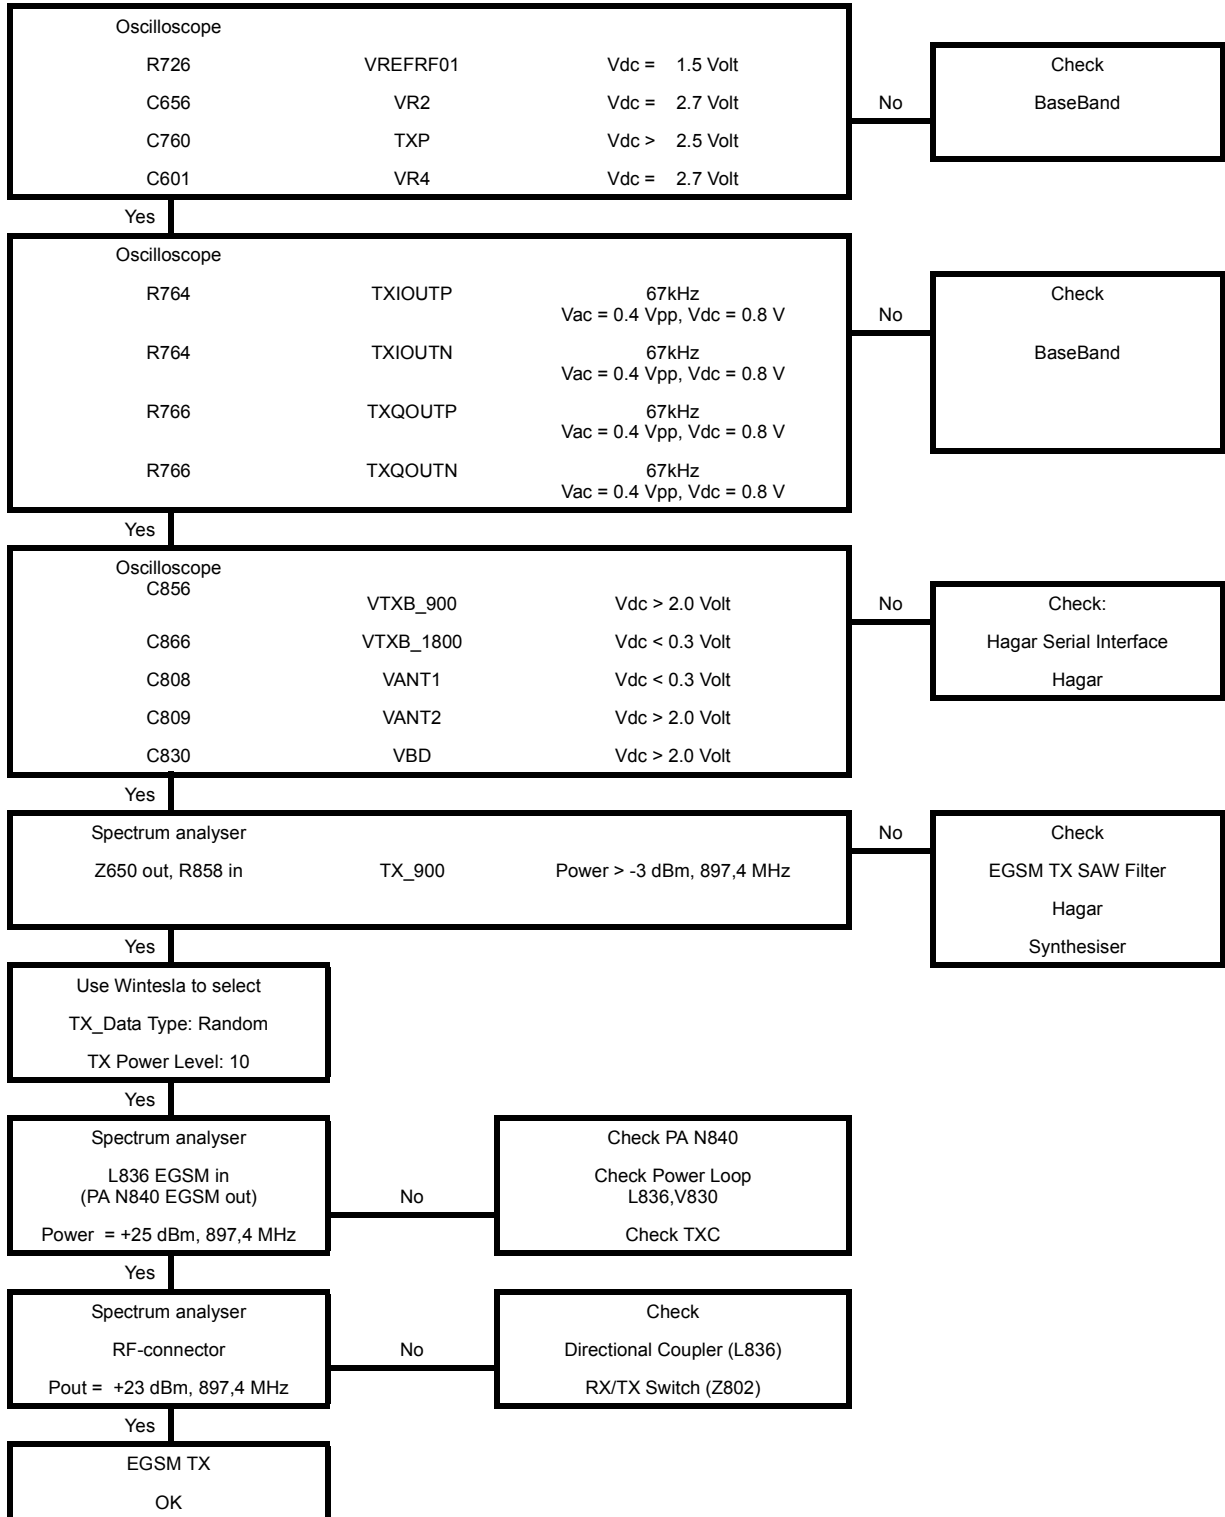 Oscilloscope
R726 VREFRF01 Vdc = 1.5 Volt
C656 VR2 Vdc = 2.7 Volt
C760 TXP Vdc > 2.5 Volt
C601 VR4 Vdc = 2.7 Volt
No
Check
BaseBand
Yes
Oscilloscope
R764 TXIOUTP 67kHz
Vac = 0.4 Vpp, Vdc = 0.8 V
R764 TXIOUTN 67kHz
Vac = 0.4 Vpp, Vdc = 0.8 V
R766 TXQOUTP 67kHz
Vac = 0.4 Vpp, Vdc = 0.8 V
R766 TXQOUTN 67kHz
Vac = 0.4 Vpp, Vdc = 0.8 V
No
Check
BaseBand
Yes
Oscilloscope
C856
VTXB_900 Vdc > 2.0 Volt
C866 VTXB_1800 Vdc < 0.3 Volt
C808 VANT1 Vdc < 0.3 Volt
C809 VANT2 Vdc > 2.0 Volt
C830 VBD Vdc > 2.0 Volt
No
Check:
Hagar Serial Interface
Hagar
Yes
Spectrum analyser
Z650 out, R858 in TX_900 Power > -3 dBm, 897,4 MHz
No
Check
EGSM TX SAW Filter
Hagar
Synthesiser
Yes
Use Wintesla to select
TX_Data Type: Random
TX Power Level: 10
Yes
Spectrum analyser
L836 EGSM in
(PA N840 EGSM out)
Power = +25 dBm, 897,4 MHz
No
Check PA N840
Check Power Loop
L836,V830
Check TXC
Yes
Spectrum analyser
RF-connector
Pout = +23 dBm, 897,4 MHz
No
Check
Directional Coupler (L836)
RX/TX Switch (Z802)
Yes
EGSM TX
OK